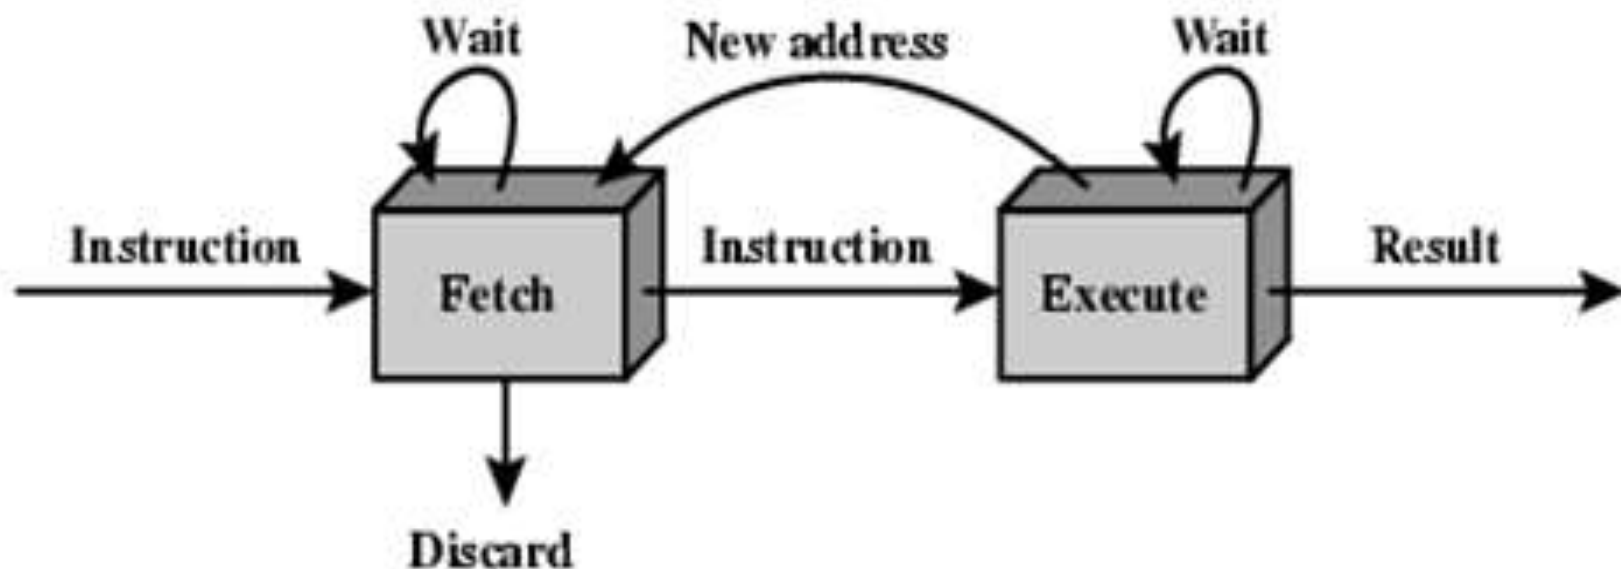 Wait
New address
Wait
Instruction
Instruction
Result
Fetch
Execute
Discard